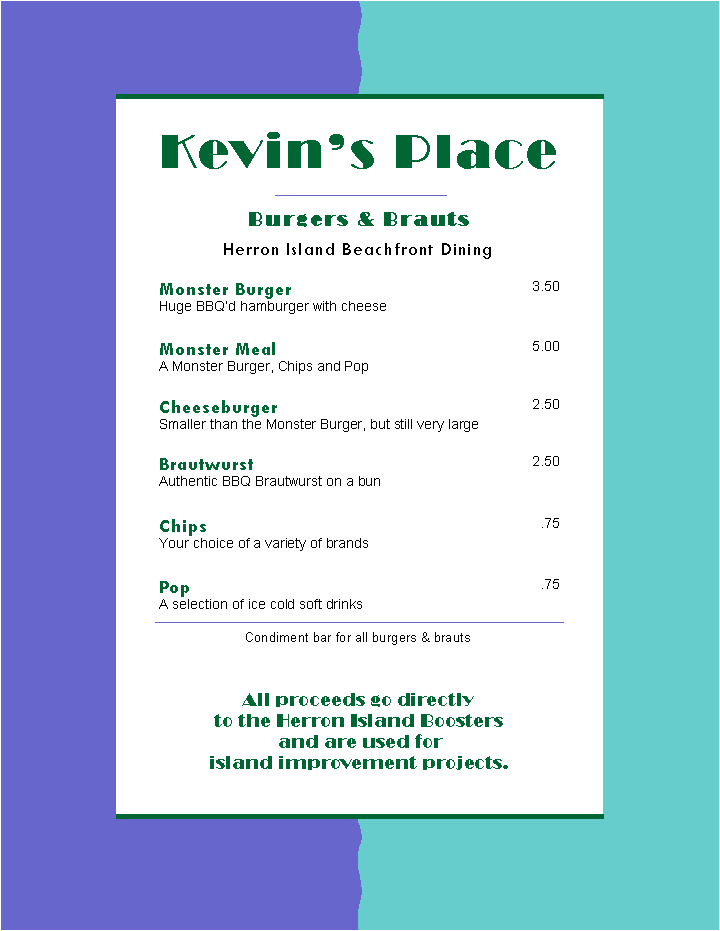 Kevin's Place
Burgers & Brauts
Herron Island Beachfront Dining
Monster Burger 3.50
Huge BBQ'd hamburger with cheese
Monster Meal 5.00
A Monster Burger, Chips and Pop
Cheeseburger 2.50
Smaller than the Monster Burger, but still very large
Brautwurst 2.50
Authentic BBQ Brautwurst on a bun
Chips .75
Your choice of a variety of brands
Pop .75
A selection of ice cold soft drinks
Condiment bar for all burgers & brauts
All proceeds go directly
to the Herron Island Boosters
and are used for
island improvement projects.